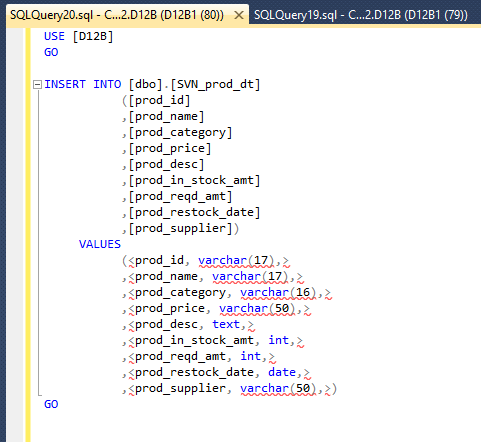 SQLQuery20.sql - C...2.D12B (D12B1 (80)) SQLQuery19.sql - C...2.D12B (D12B1 (79))
USE [D12B]
GO
INSERT INTO [dbo].[SVN_prod_dt]
([prod_id]
,[prod_name]
,[prod_category]
,[prod_price]
,[prod_desc]
,[prod_in_stock_amt]
,[prod_reqd_amt]
,[prod_restock_date]
,[prod_supplier])
VALUES
(<prod_id, varchar(17),>
,<prod_name, varchar(17),>
,<prod_category, varchar(16),>
,<prod_price, varchar(50),>
,<prod_desc, text,>
,<prod_in_stock_amt, int,>
,<prod_reqd_amt, int,>
,<prod_restock_date, date,>
,<prod_supplier, varchar(50),>)
GO